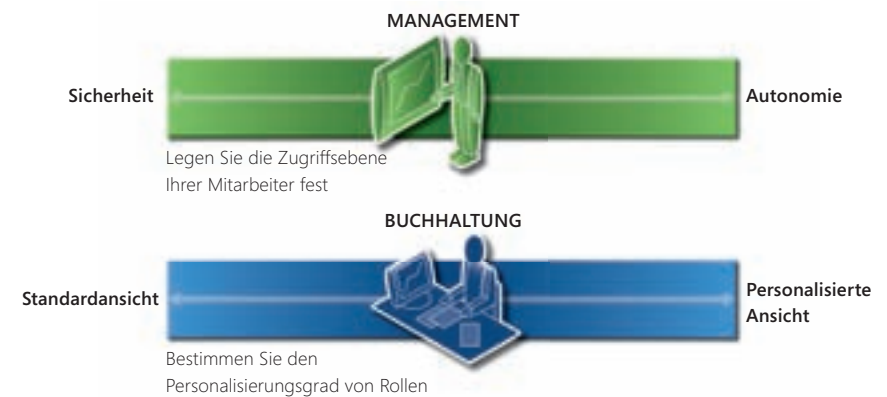 MANAGEMENT
Sicherheit
Autonomie
Legen Sie die Zugriffsebene
Ihrer Mitarbeiter fest
BUCHHALTUNG
Standardansicht
Personalisierte
Ansicht
Bestimmen Sie den
Personalisierungsgrad von Rollen